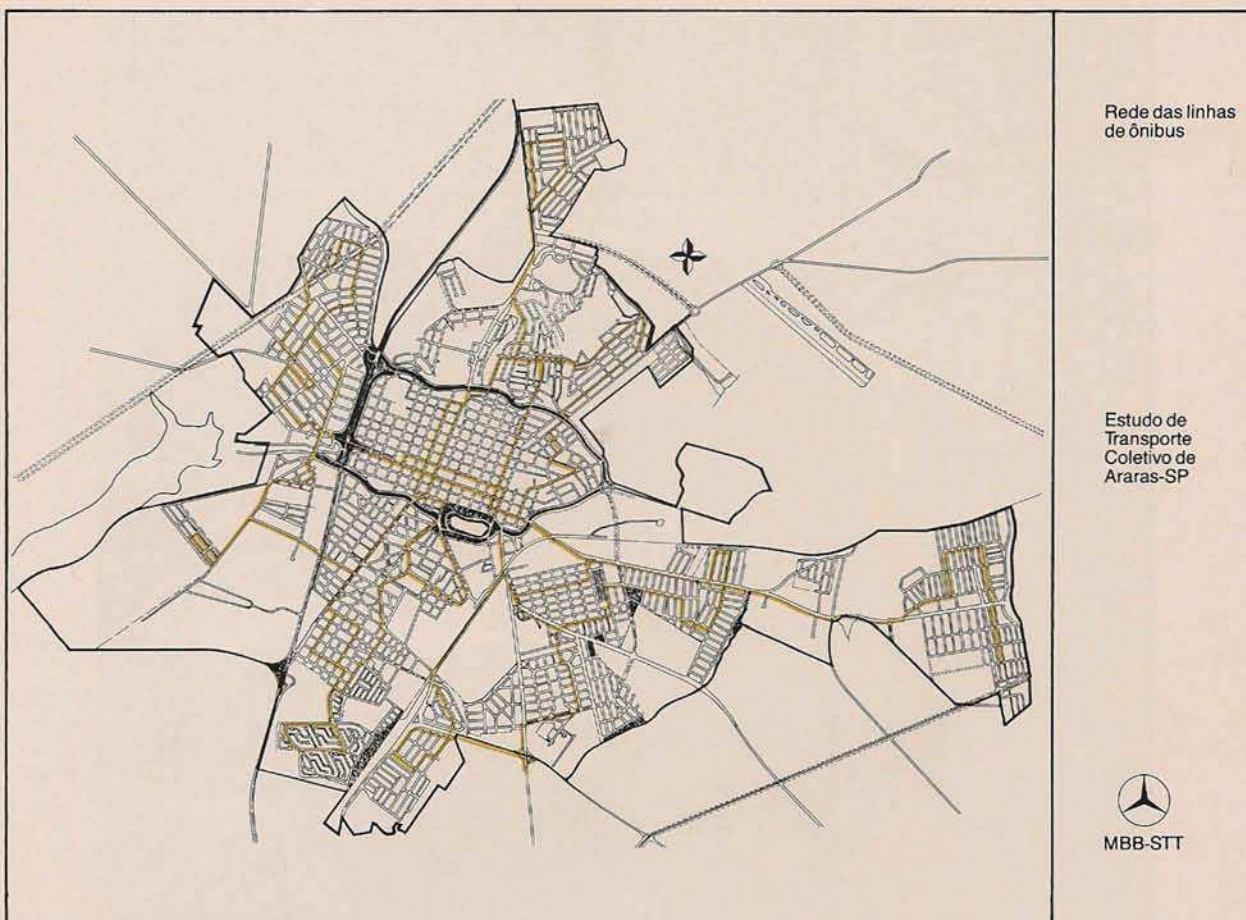 Rede das linhas
de ônibus
Estudo de
Transporte
Coletivo de
Araras-SP
MBB-STT